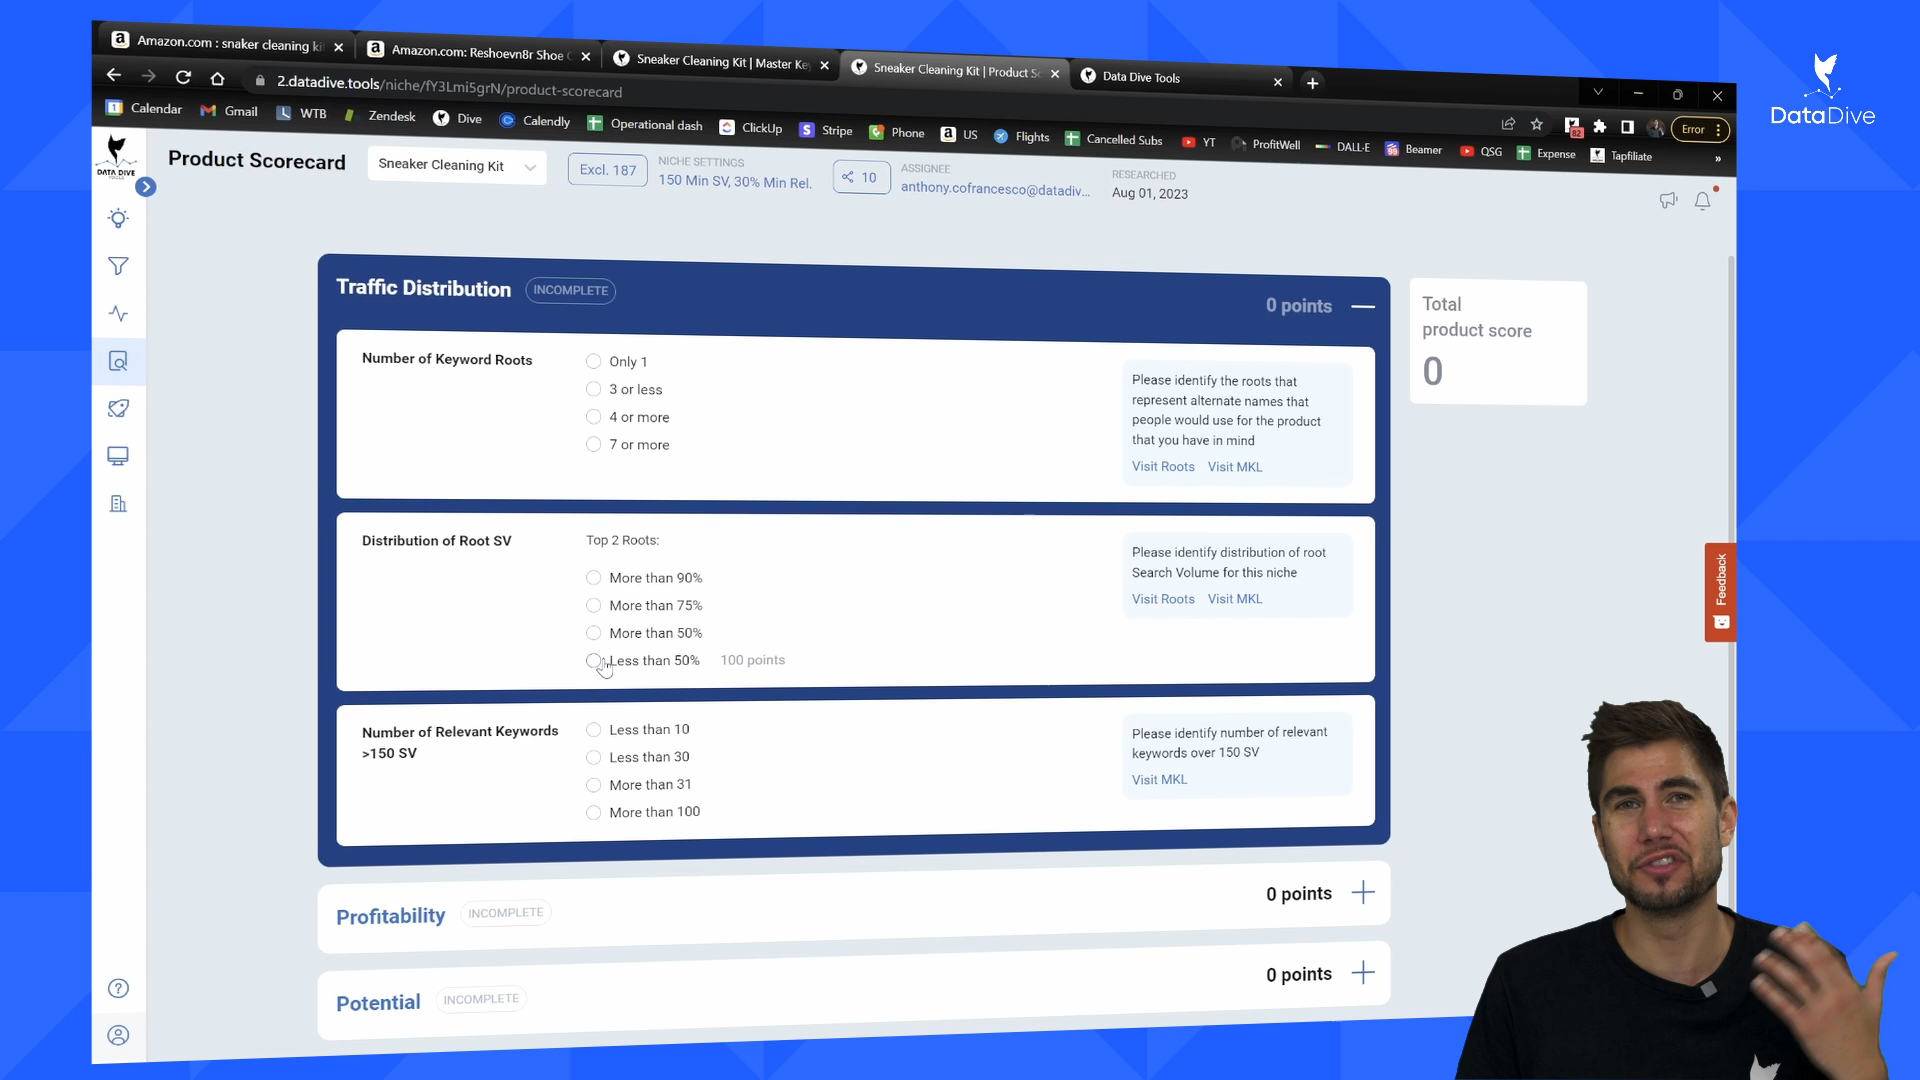 Amazon.com : snaker cleaning ki
Amazon.com: Reshoevn8r Shoe C
Sneaker Cleaning Kit | Master Ke
Sneaker Cleaning Kit | Product Sc
Data Dive Tools
2.datadive.tools/niche/fY3Lmi5grN/product-scorecard
Calendar
Gmail
WTB
Zendesk
Dive
Calendly
Operational dash
ClickUp
Stripe
Phone
US
Flights
Cancelled Subs
YT
ProfitWell
DALL·E
Beamer
QSG
Expense
Tapfiliate
»
82
Error
DataDive
DATA DIVE
TOOLS
Product Scorecard
Sneaker Cleaning Kit
Excl. 187
NICHE SETTINGS
150 Min SV, 30% Min Rel.
10
ASSIGNEE
anthony.cofrancesco@datadiv...
RESEARCHED
Aug 01, 2023
Traffic Distribution
INCOMPLETE
0 points
Number of Keyword Roots
Only 1
3 or less
4 or more
7 or more
Please identify the roots that
represent alternate names that
people would use for the product
that you have in mind
Visit Roots Visit MKL
Distribution of Root SV
Top 2 Roots:
More than 90%
More than 75%
More than 50%
Less than 50% 100 points
Please identify distribution of root
Search Volume for this niche
Visit Roots Visit MKL
Number of Relevant Keywords
>150 SV
Less than 10
Less than 30
More than 31
More than 100
Please identify number of relevant
keywords over 150 SV
Visit MKL
Profitability
INCOMPLETE
0 points
Potential
INCOMPLETE
0 points
Total
product score
0
Feedback